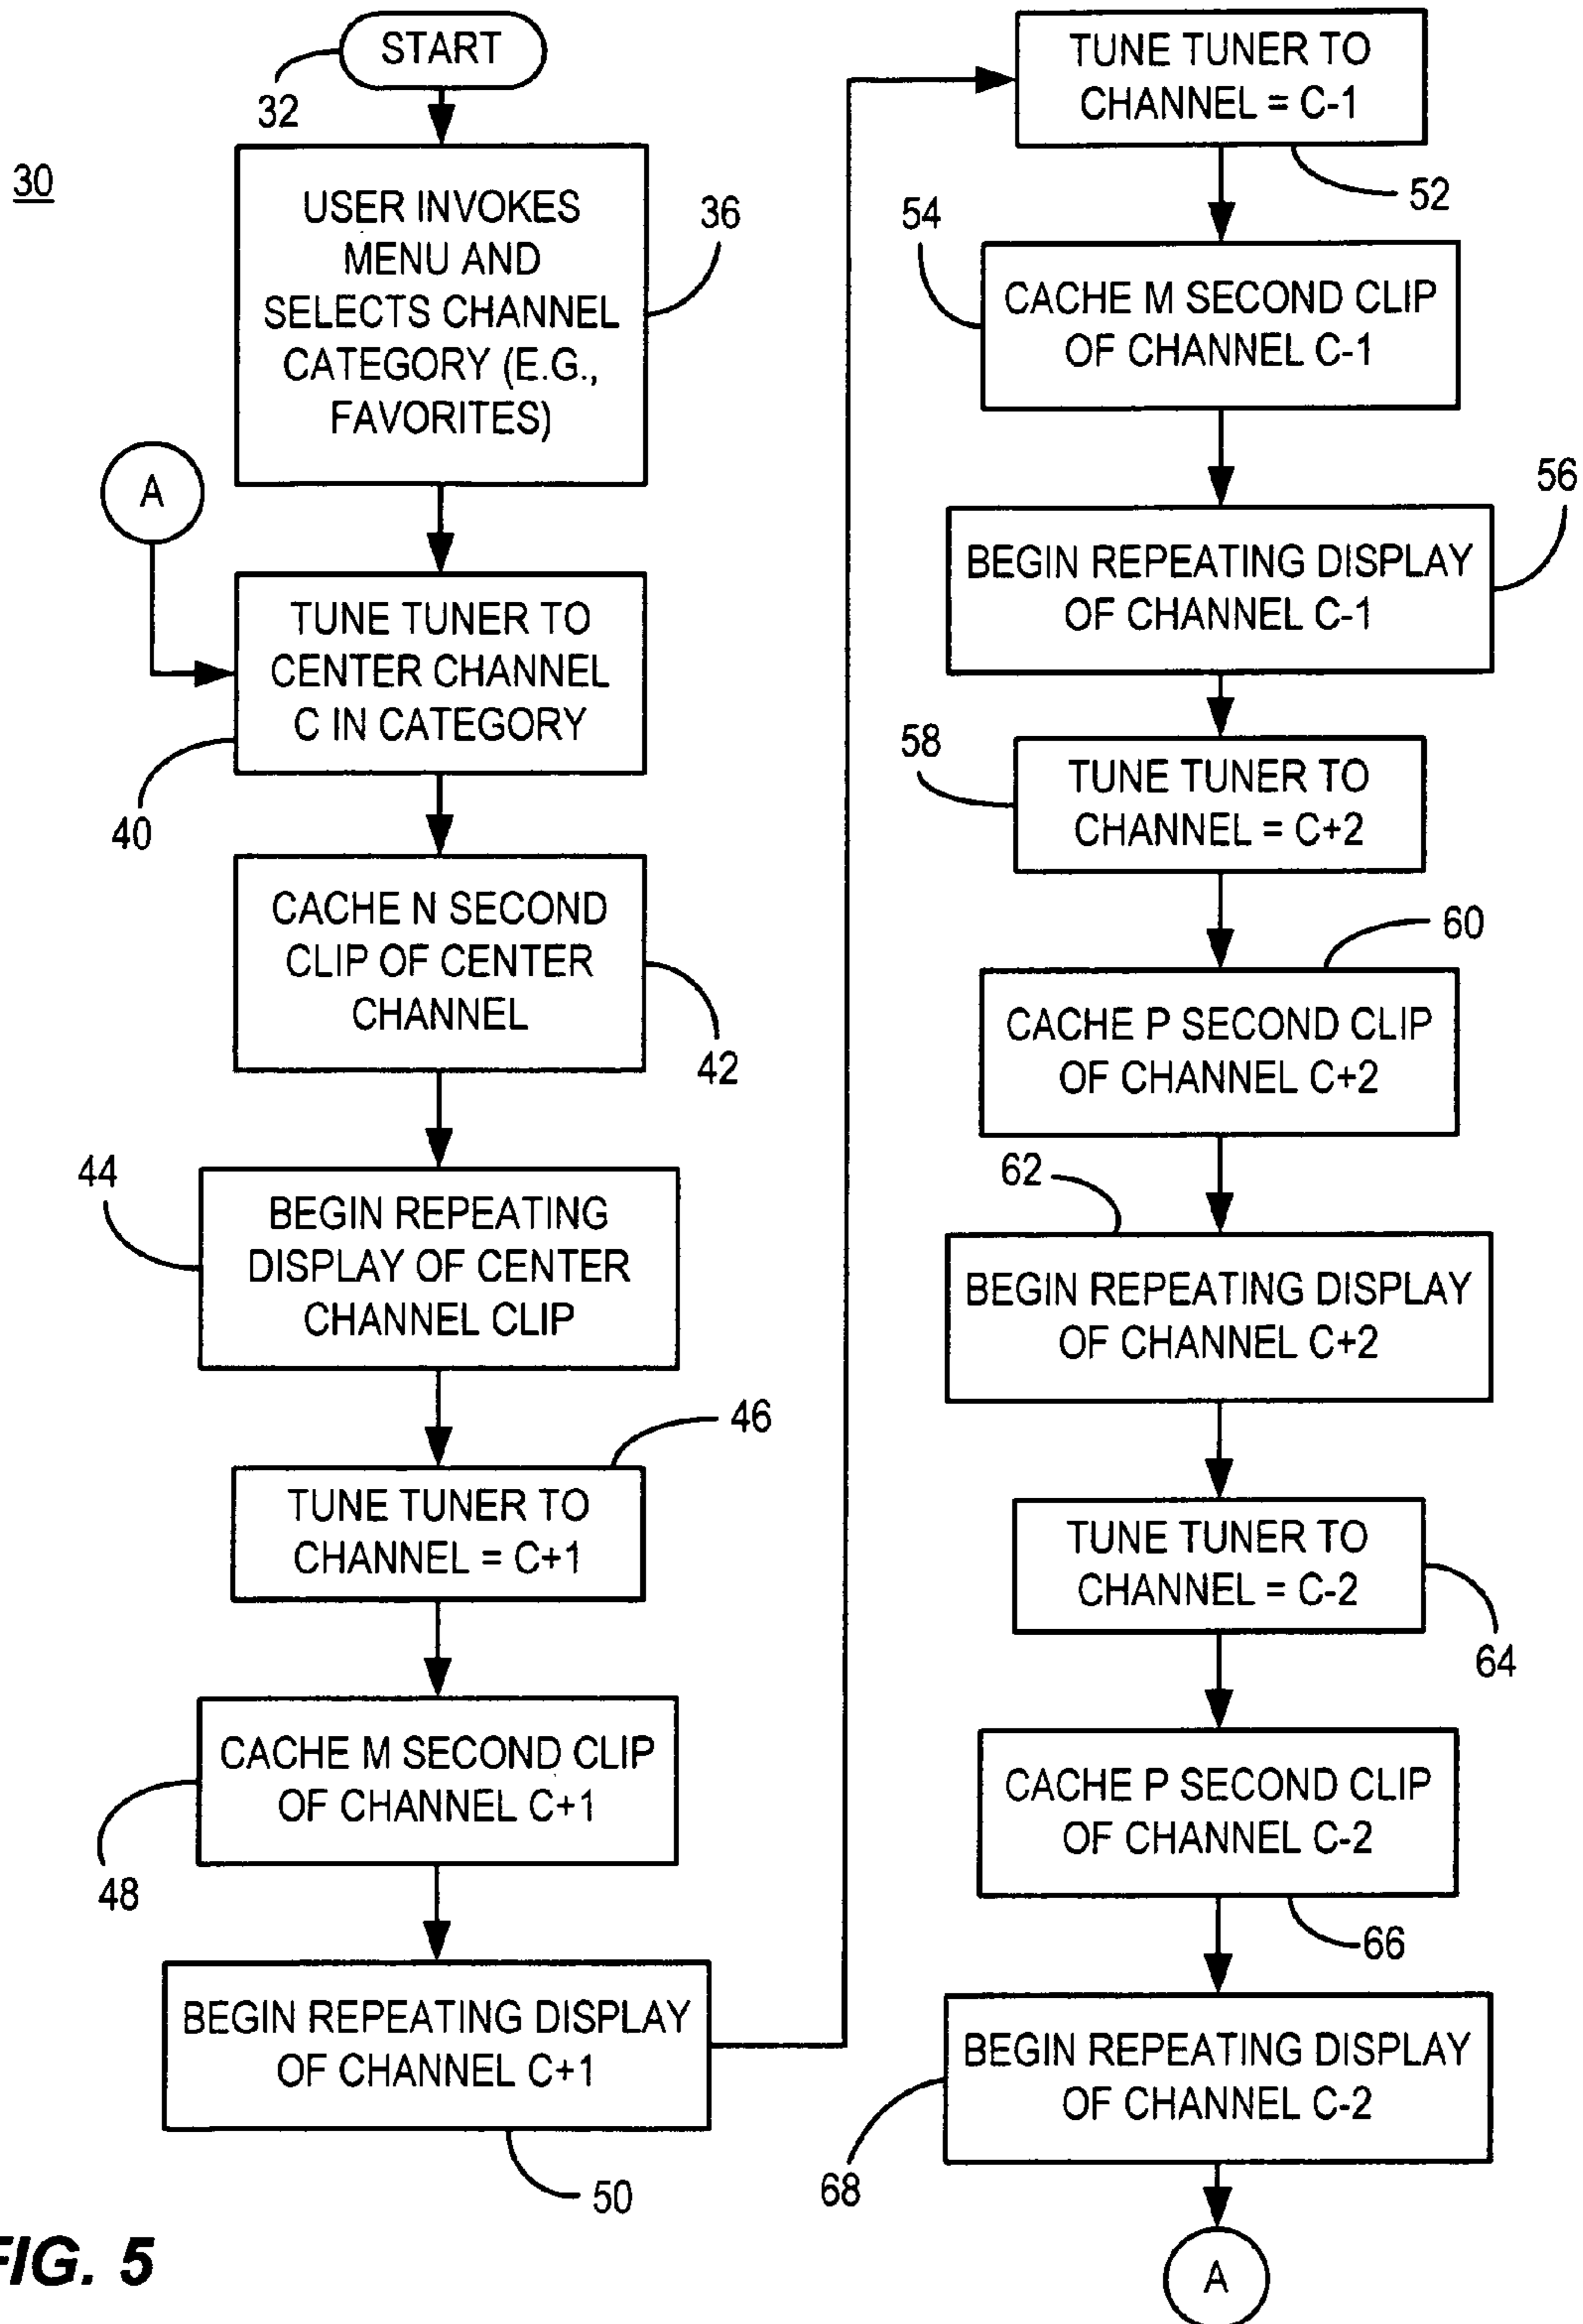 START
32
30
USER INVOKES
MENU AND
SELECTS CHANNEL
CATEGORY (E.G.,
FAVORITES)
36
A
TUNE TUNER TO
CENTER CHANNEL
C IN CATEGORY
40
CACHE N SECOND
CLIP OF CENTER
CHANNEL
42
44
BEGIN REPEATING
DISPLAY OF CENTER
CHANNEL CLIP
46
TUNE TUNER TO
CHANNEL = C+1
CACHE M SECOND CLIP
OF CHANNEL C+1
48
BEGIN REPEATING DISPLAY
OF CHANNEL C+1
50
TUNE TUNER TO
CHANNEL = C-1
52
54
CACHE M SECOND CLIP
OF CHANNEL C-1
56
BEGIN REPEATING DISPLAY
OF CHANNEL C-1
58
TUNE TUNER TO
CHANNEL = C+2
60
CACHE P SECOND CLIP
OF CHANNEL C+2
62
BEGIN REPEATING DISPLAY
OF CHANNEL C+2
TUNE TUNER TO
CHANNEL = C-2
64
CACHE P SECOND CLIP
OF CHANNEL C-2
66
BEGIN REPEATING DISPLAY
OF CHANNEL C-2
68
A
FIG. 5